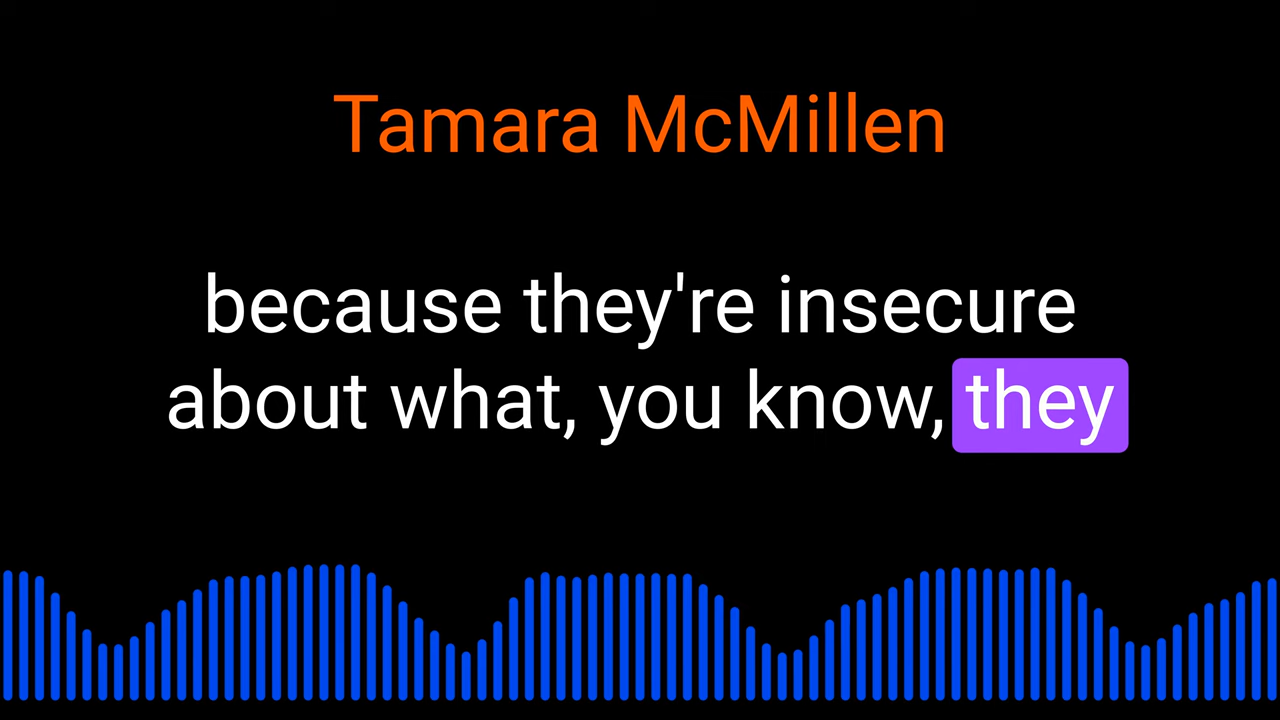 Tamara McMillen
because they're insecure
about what, you know, they